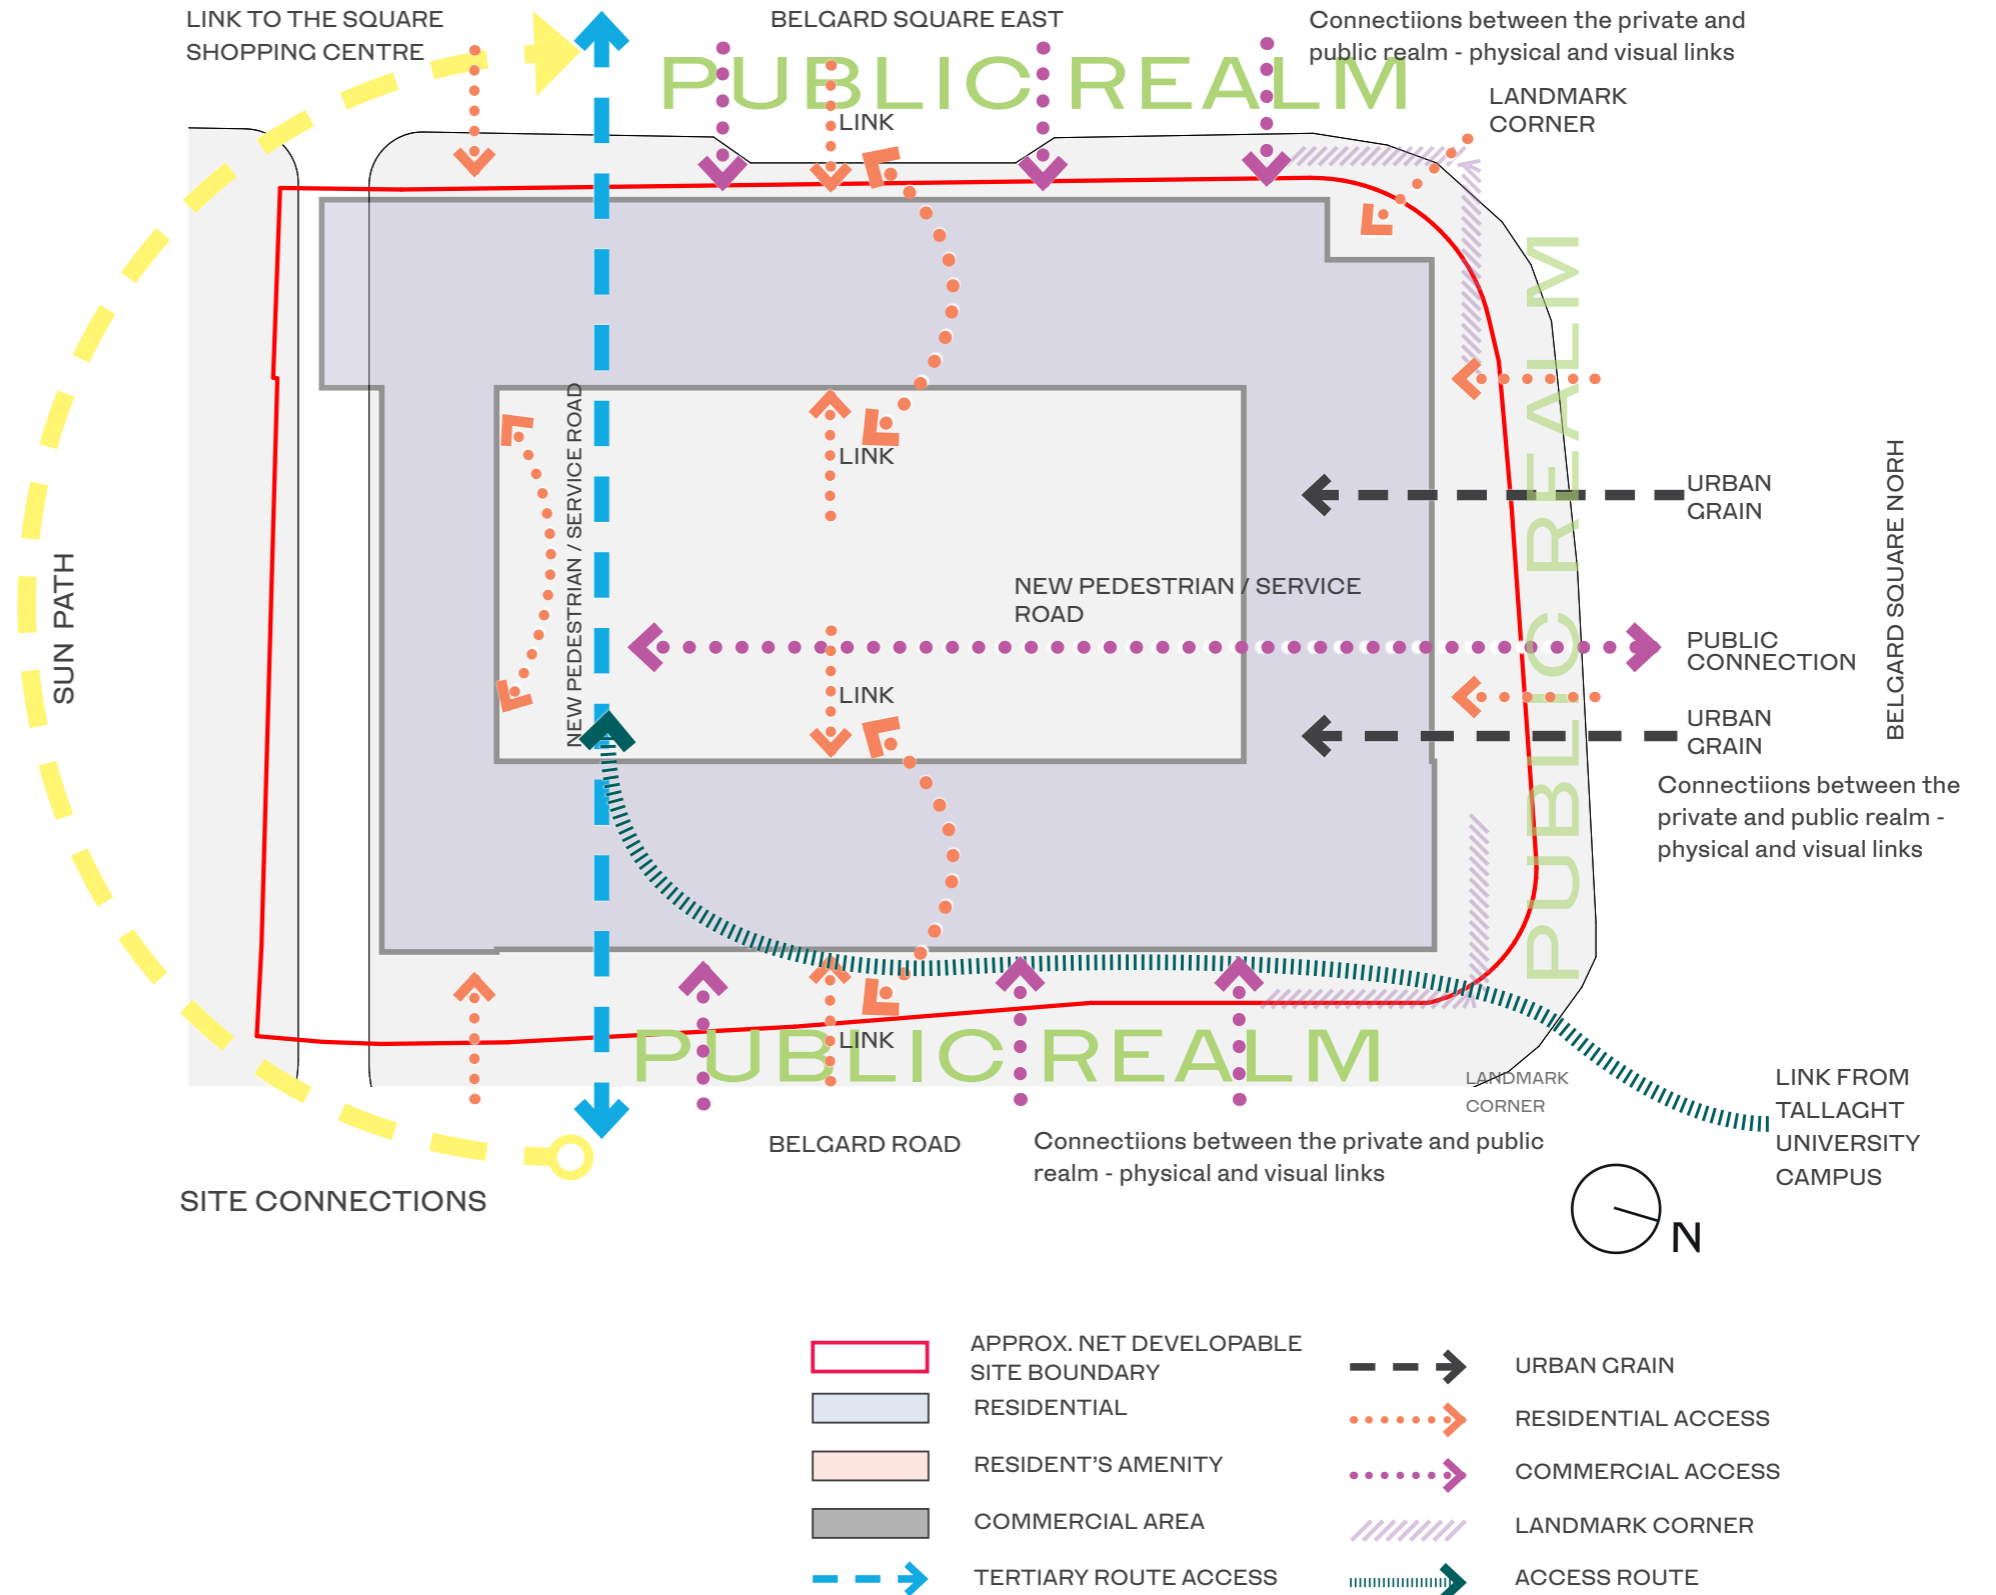 LINK TO THE SQUARE
SHOPPING CENTRE
BELGARD SQUARE EAST
Connectiions between the private and
public realm - physical and visual links
PUBLIC REALM
LANDMARK
CORNER
LINK
LINK
NEW PEDESTRIAN / SERVICE ROAD
PUBLIC REALM
URBAN
GRAIN
BELGARD SQUARE NORH
SUN PATH
NEW PEDESTRIAN / SERVICE
ROAD
PUBLIC
CONNECTION
LINK
URBAN
GRAIN
Connectiions between the
private and public realm -
physical and visual links
LINK
PUBLIC REALM
LANDMARK
CORNER
LINK FROM
TALLAGHT
UNIVERSITY
CAMPUS
BELGARD ROAD
Connectiions between the private and public
realm - physical and visual links
SITE CONNECTIONS
N
APPROX. NET DEVELOPABLE
SITE BOUNDARY
RESIDENTIAL
RESIDENT'S AMENITY
COMMERCIAL AREA
TERTIARY ROUTE ACCESS
URBAN GRAIN
RESIDENTIAL ACCESS
COMMERCIAL ACCESS
LANDMARK CORNER
ACCESS ROUTE